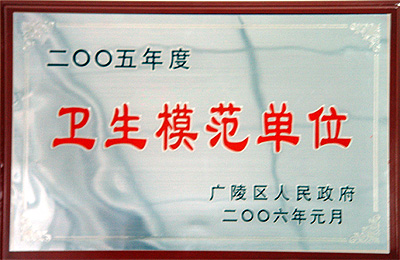 二〇〇五年度
卫生模范单位
广陵区人民政府
二〇〇六年元月